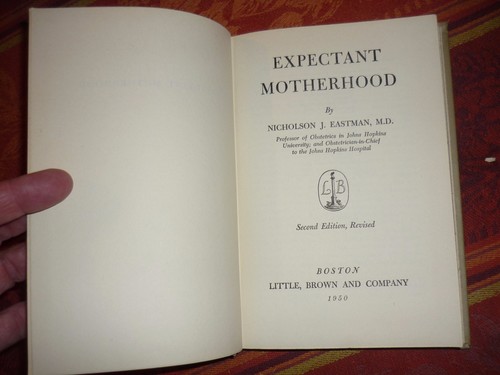 EXPECTANT
MOTHERHOOD
By
NICHOLSON J. EASTMAN, M.D.
Professor of Obstetrics in Johns Hopkins
University; and Obstetrician-in-Chief
to the Johns Hopkins Hospital
L B
Second Edition, Revised
BOSTON
LITTLE, BROWN AND COMPANY
1950